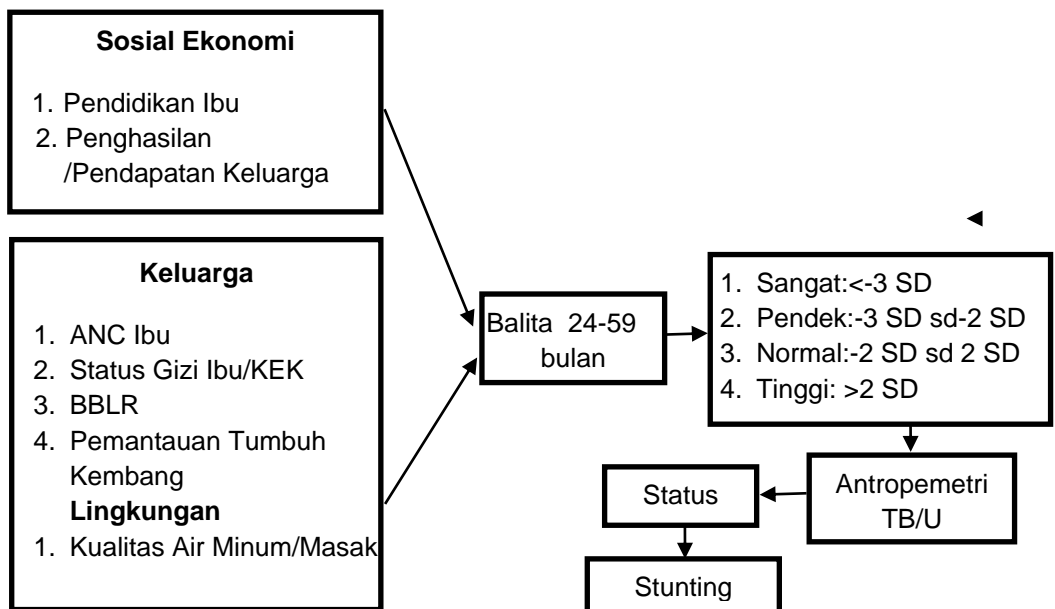 Sosial Ekonomi
1. Pendidikan Ibu
2. Penghasilan
/Pendapatan Keluarga
Keluarga
1. ANC Ibu
2. Status Gizi Ibu/KEK
3. BBLR
4. Pemantauan Tumbuh
Kembang
Lingkungan
1. Kualitas Air Minum/Masak
Balita 24-59
bulan
1. Sangat:<-3 SD
2. Pendek:-3 SD sd-2 SD
3. Normal:-2 SD sd 2 SD
4. Tinggi: >2 SD
Antropemetri
TB/U
Status
Stunting